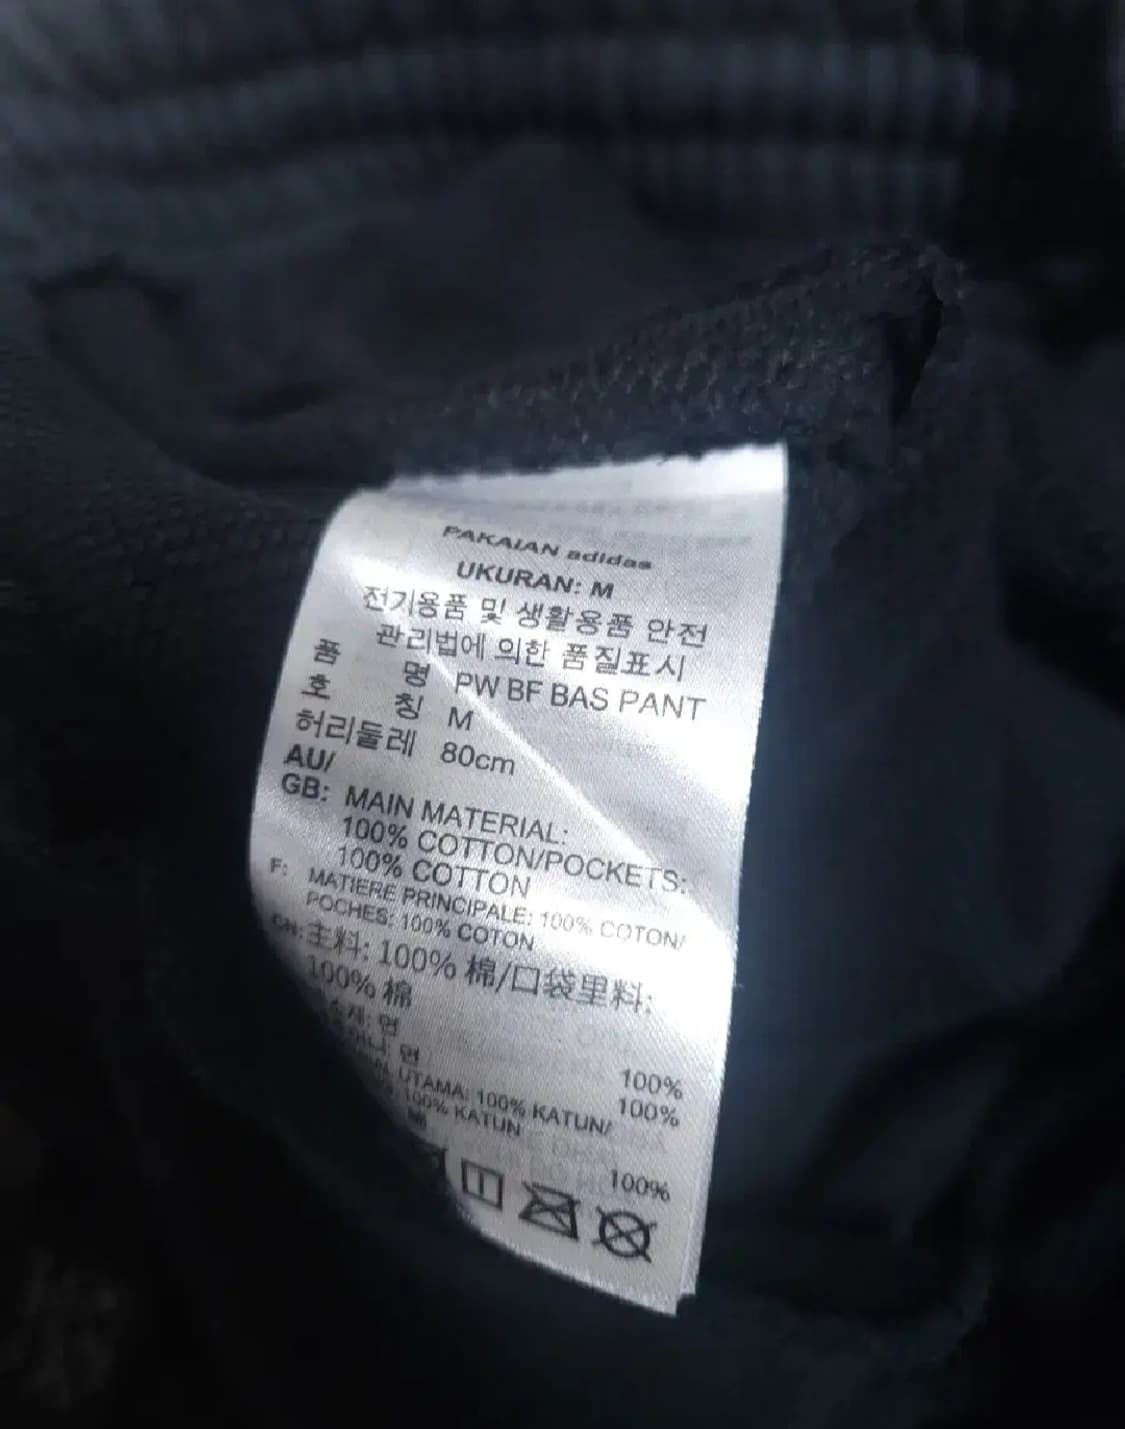 PAKAIAN adidas
UKURAN: M
전기용품 및 생활용품 안전
관리법에 의한 품질표시
품 명 PW BF BAS PANT
호 칭 M
허리둘레 80cm
AU/
GB: MAIN MATERIAL:
100% COTTON/POCKETS:
100% COTTON
F: MATIERE PRINCIPALE: 100% COTON/
POCHES: 100% COTON
CN: 主料: 100% 棉/口袋里料:
100% 棉
면 100%
면 100%
UTAMA: 100% KATUN/
100% KATUN
100%